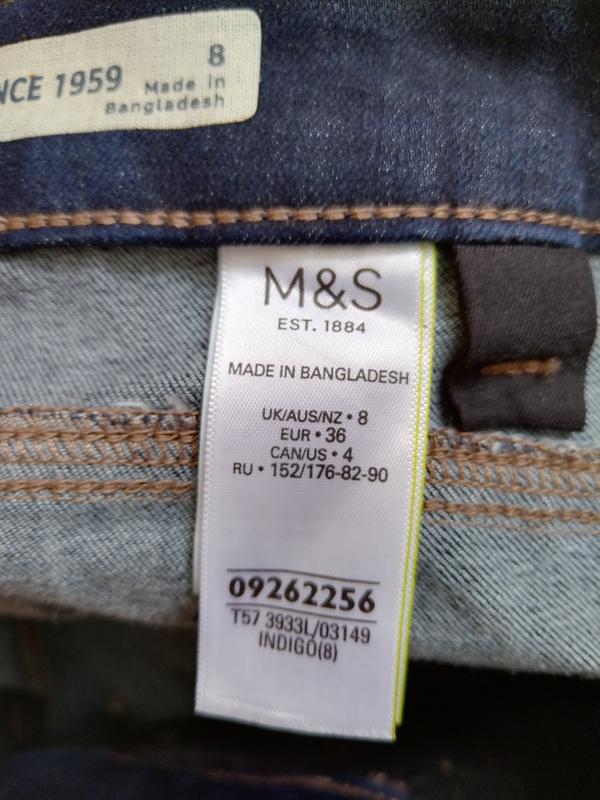 NCE 1959
8
Made in
Bangladesh
M&S
EST. 1884
MADE IN BANGLADESH
UK/AUS/NZ • 8
EUR • 36
CAN/US • 4
RU • 152/176-82-90
09262256
T57 3933L/03149
INDIGO(8)